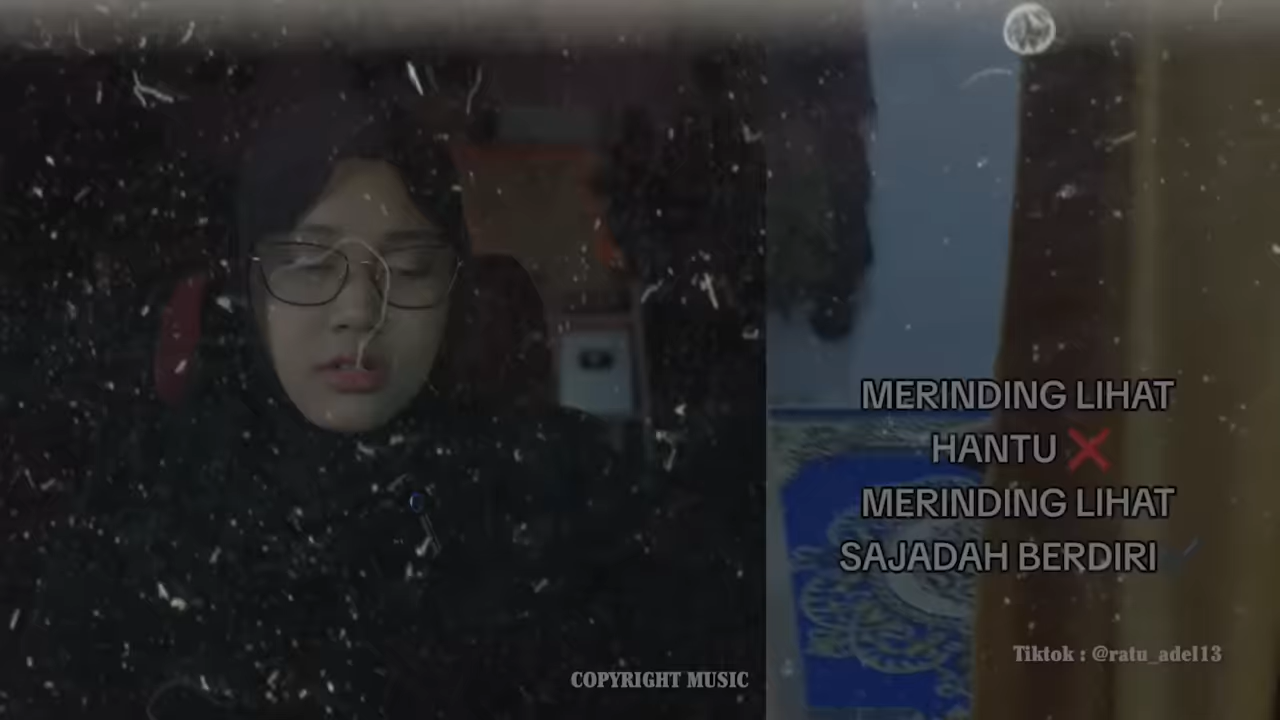 MERINDING LIHAT
HANTU ❌
MERINDING LIHAT
SAJADAH BERDIRI ✔️
Tiktok : @ratu_adel13
COPYRIGHT MUSIC